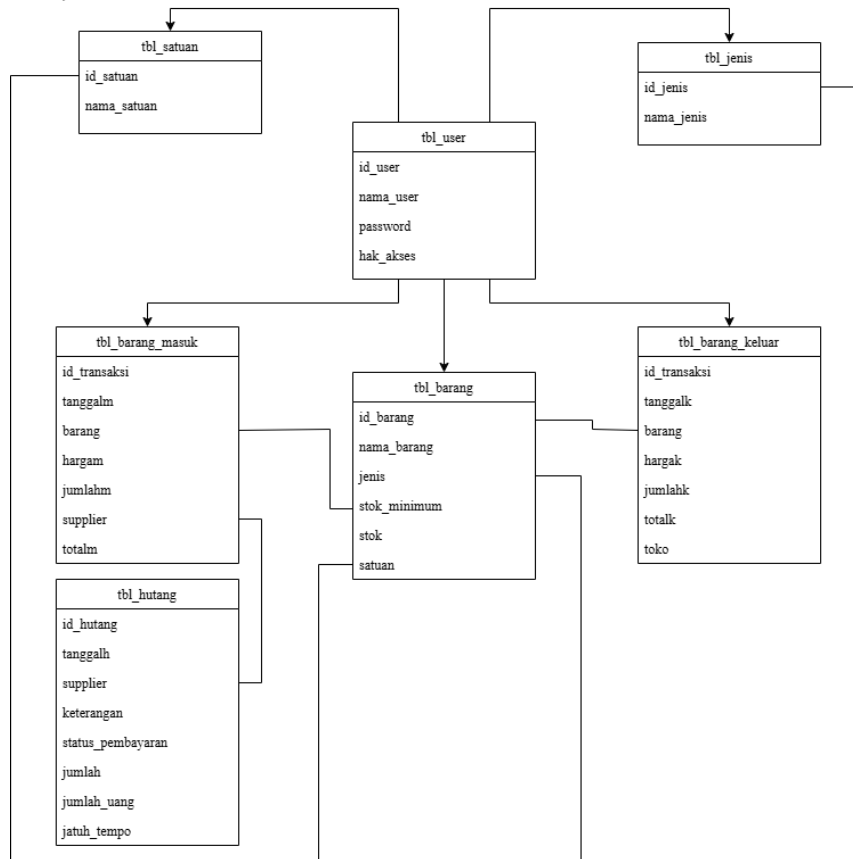 tbl_satuan
id_satuan
nama_satuan
tbl_jenis
id_jenis
nama_jenis
tbl_user
id_user
nama_user
password
hak_akses
tbl_barang_masuk
id_transaksi
tanggalm
barang
hargam
jumlahm
supplier
totalm
tbl_barang
id_barang
nama_barang
jenis
stok_minimum
stok
satuan
tbl_barang_keluar
id_transaksi
tanggalk
barang
hargak
jumlahk
totalk
toko
tbl_hutang
id_hutang
tanggalh
supplier
keterangan
status_pembayaran
jumlah
jumlah_uang
jatuh_tempo